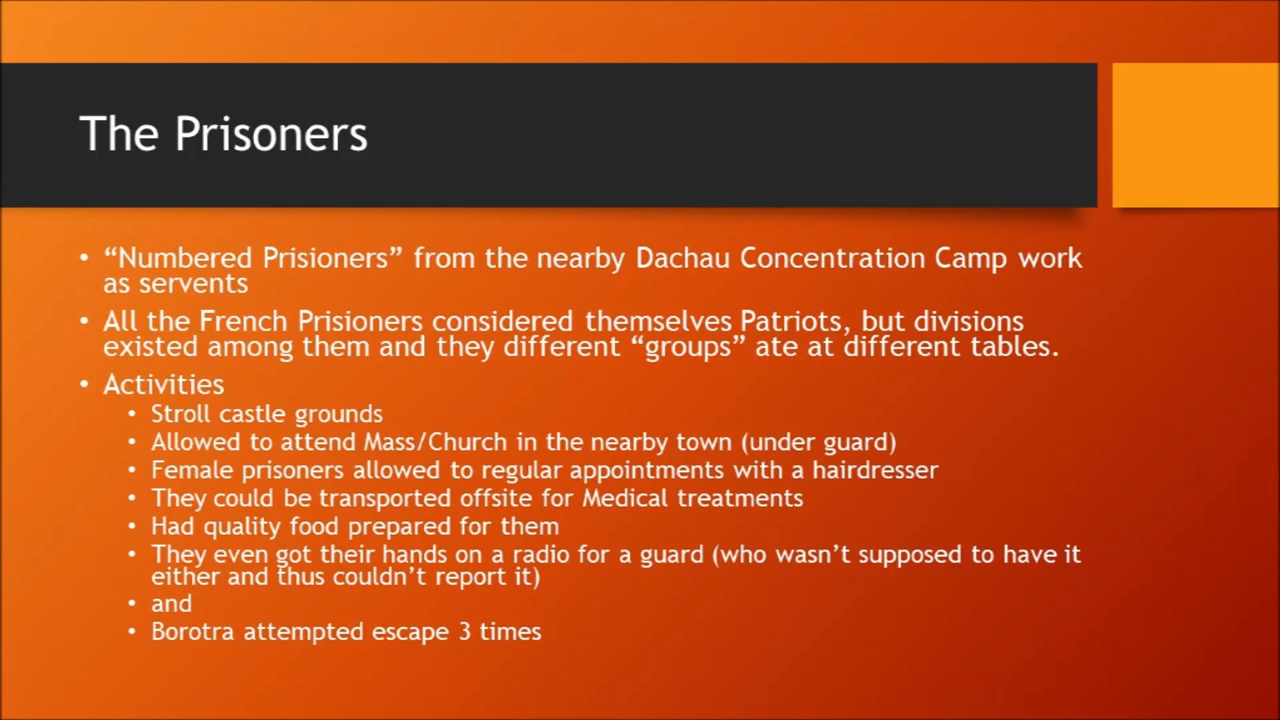 The Prisoners
• “Numbered Prisioners” from the nearby Dachau Concentration Camp work
as servents
• All the French Prisioners considered themselves Patriots, but divisions
existed among them and they different “groups” ate at different tables.
• Activities
• Stroll castle grounds
• Allowed to attend Mass/Church in the nearby town (under guard)
• Female prisoners allowed to regular appointments with a hairdresser
• They could be transported offsite for Medical treatments
• Had quality food prepared for them
• They even got their hands on a radio for a guard (who wasn’t supposed to have it
either and thus couldn’t report it)
• and
• Borotra attempted escape 3 times